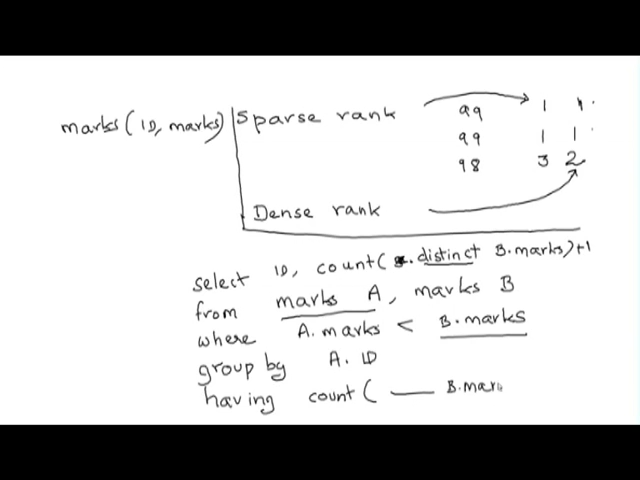 marks(ID, marks) Sparse rank 99 1 1
99 1 1
98 3 2
Dense rank
select ID, count( distinct B.marks)+1
from marks A, marks B
where A.marks < B.marks
group by A.ID
having count( B.mar